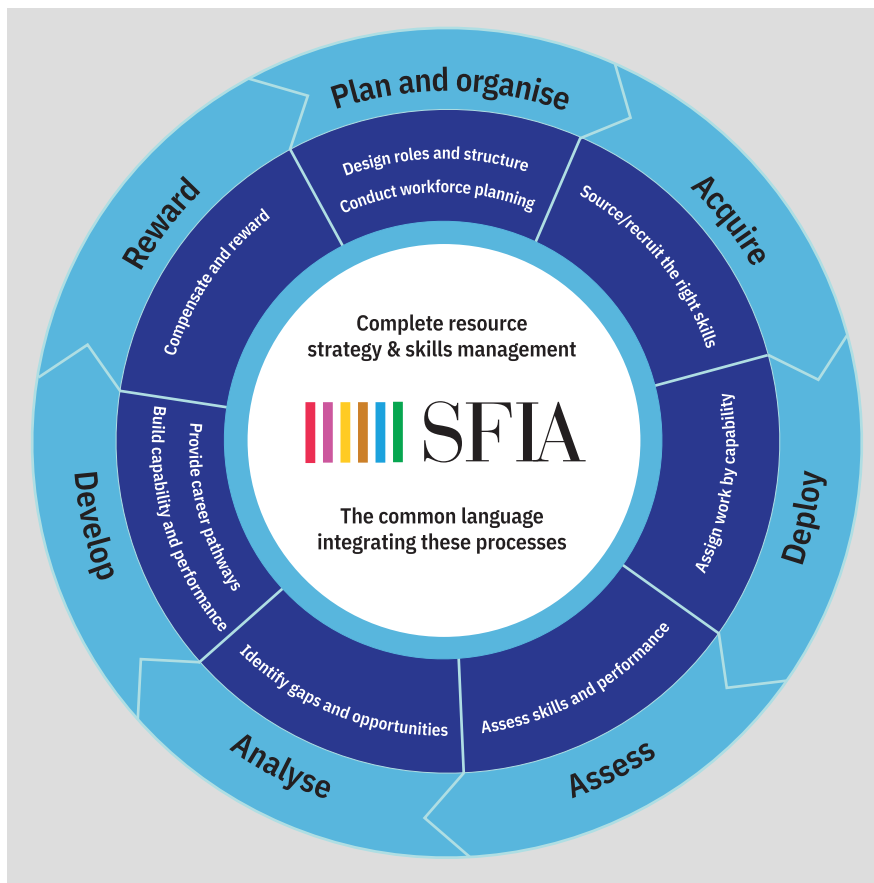 Plan and organise
Design roles and structure
Conduct workforce planning
Acquire
Source/recruit the right skills
Deploy
Assign work by capability
Assess
Assess skills and performance
Analyse
Identify gaps and opportunities
Develop
Build capability and performance
Provide career pathways
Reward
Compensate and reward
Complete resource
strategy & skills management
SFIA
The common language
integrating these processes